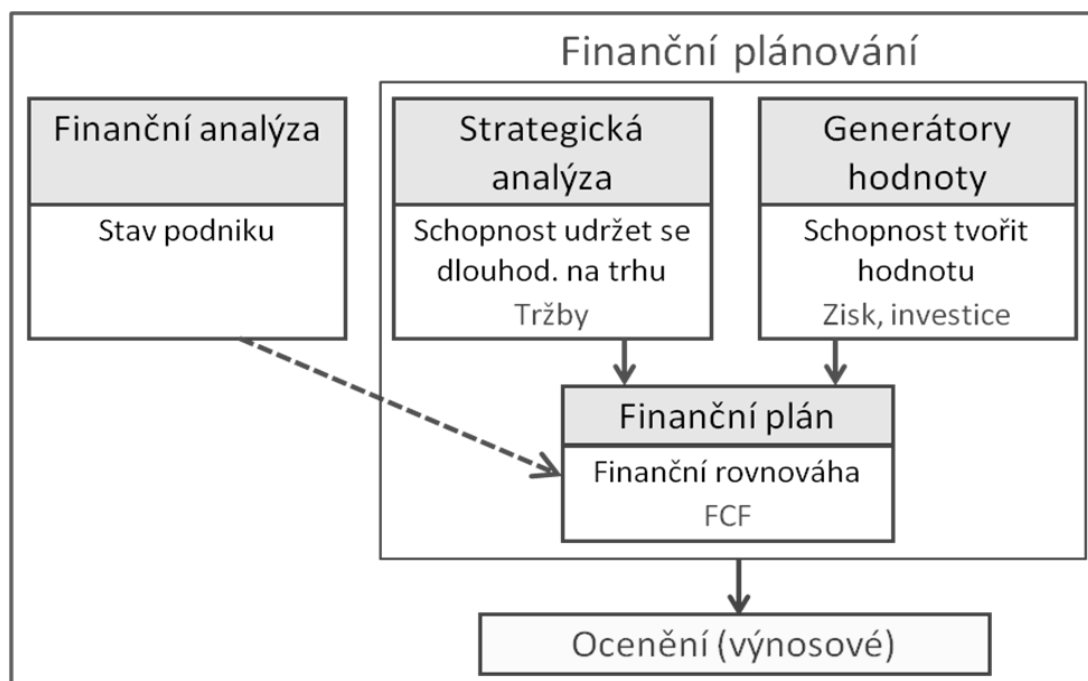 Finanční plánování
Finanční analýza
Stav podniku
Strategická
analýza
Schopnost udržet se
dlouhod. na trhu
Tržby
Generátory
hodnoty
Schopnost tvořit
hodnotu
Zisk, investice
Finanční plán
Finanční rovnováha
FCF
Ocenění (výnosové)